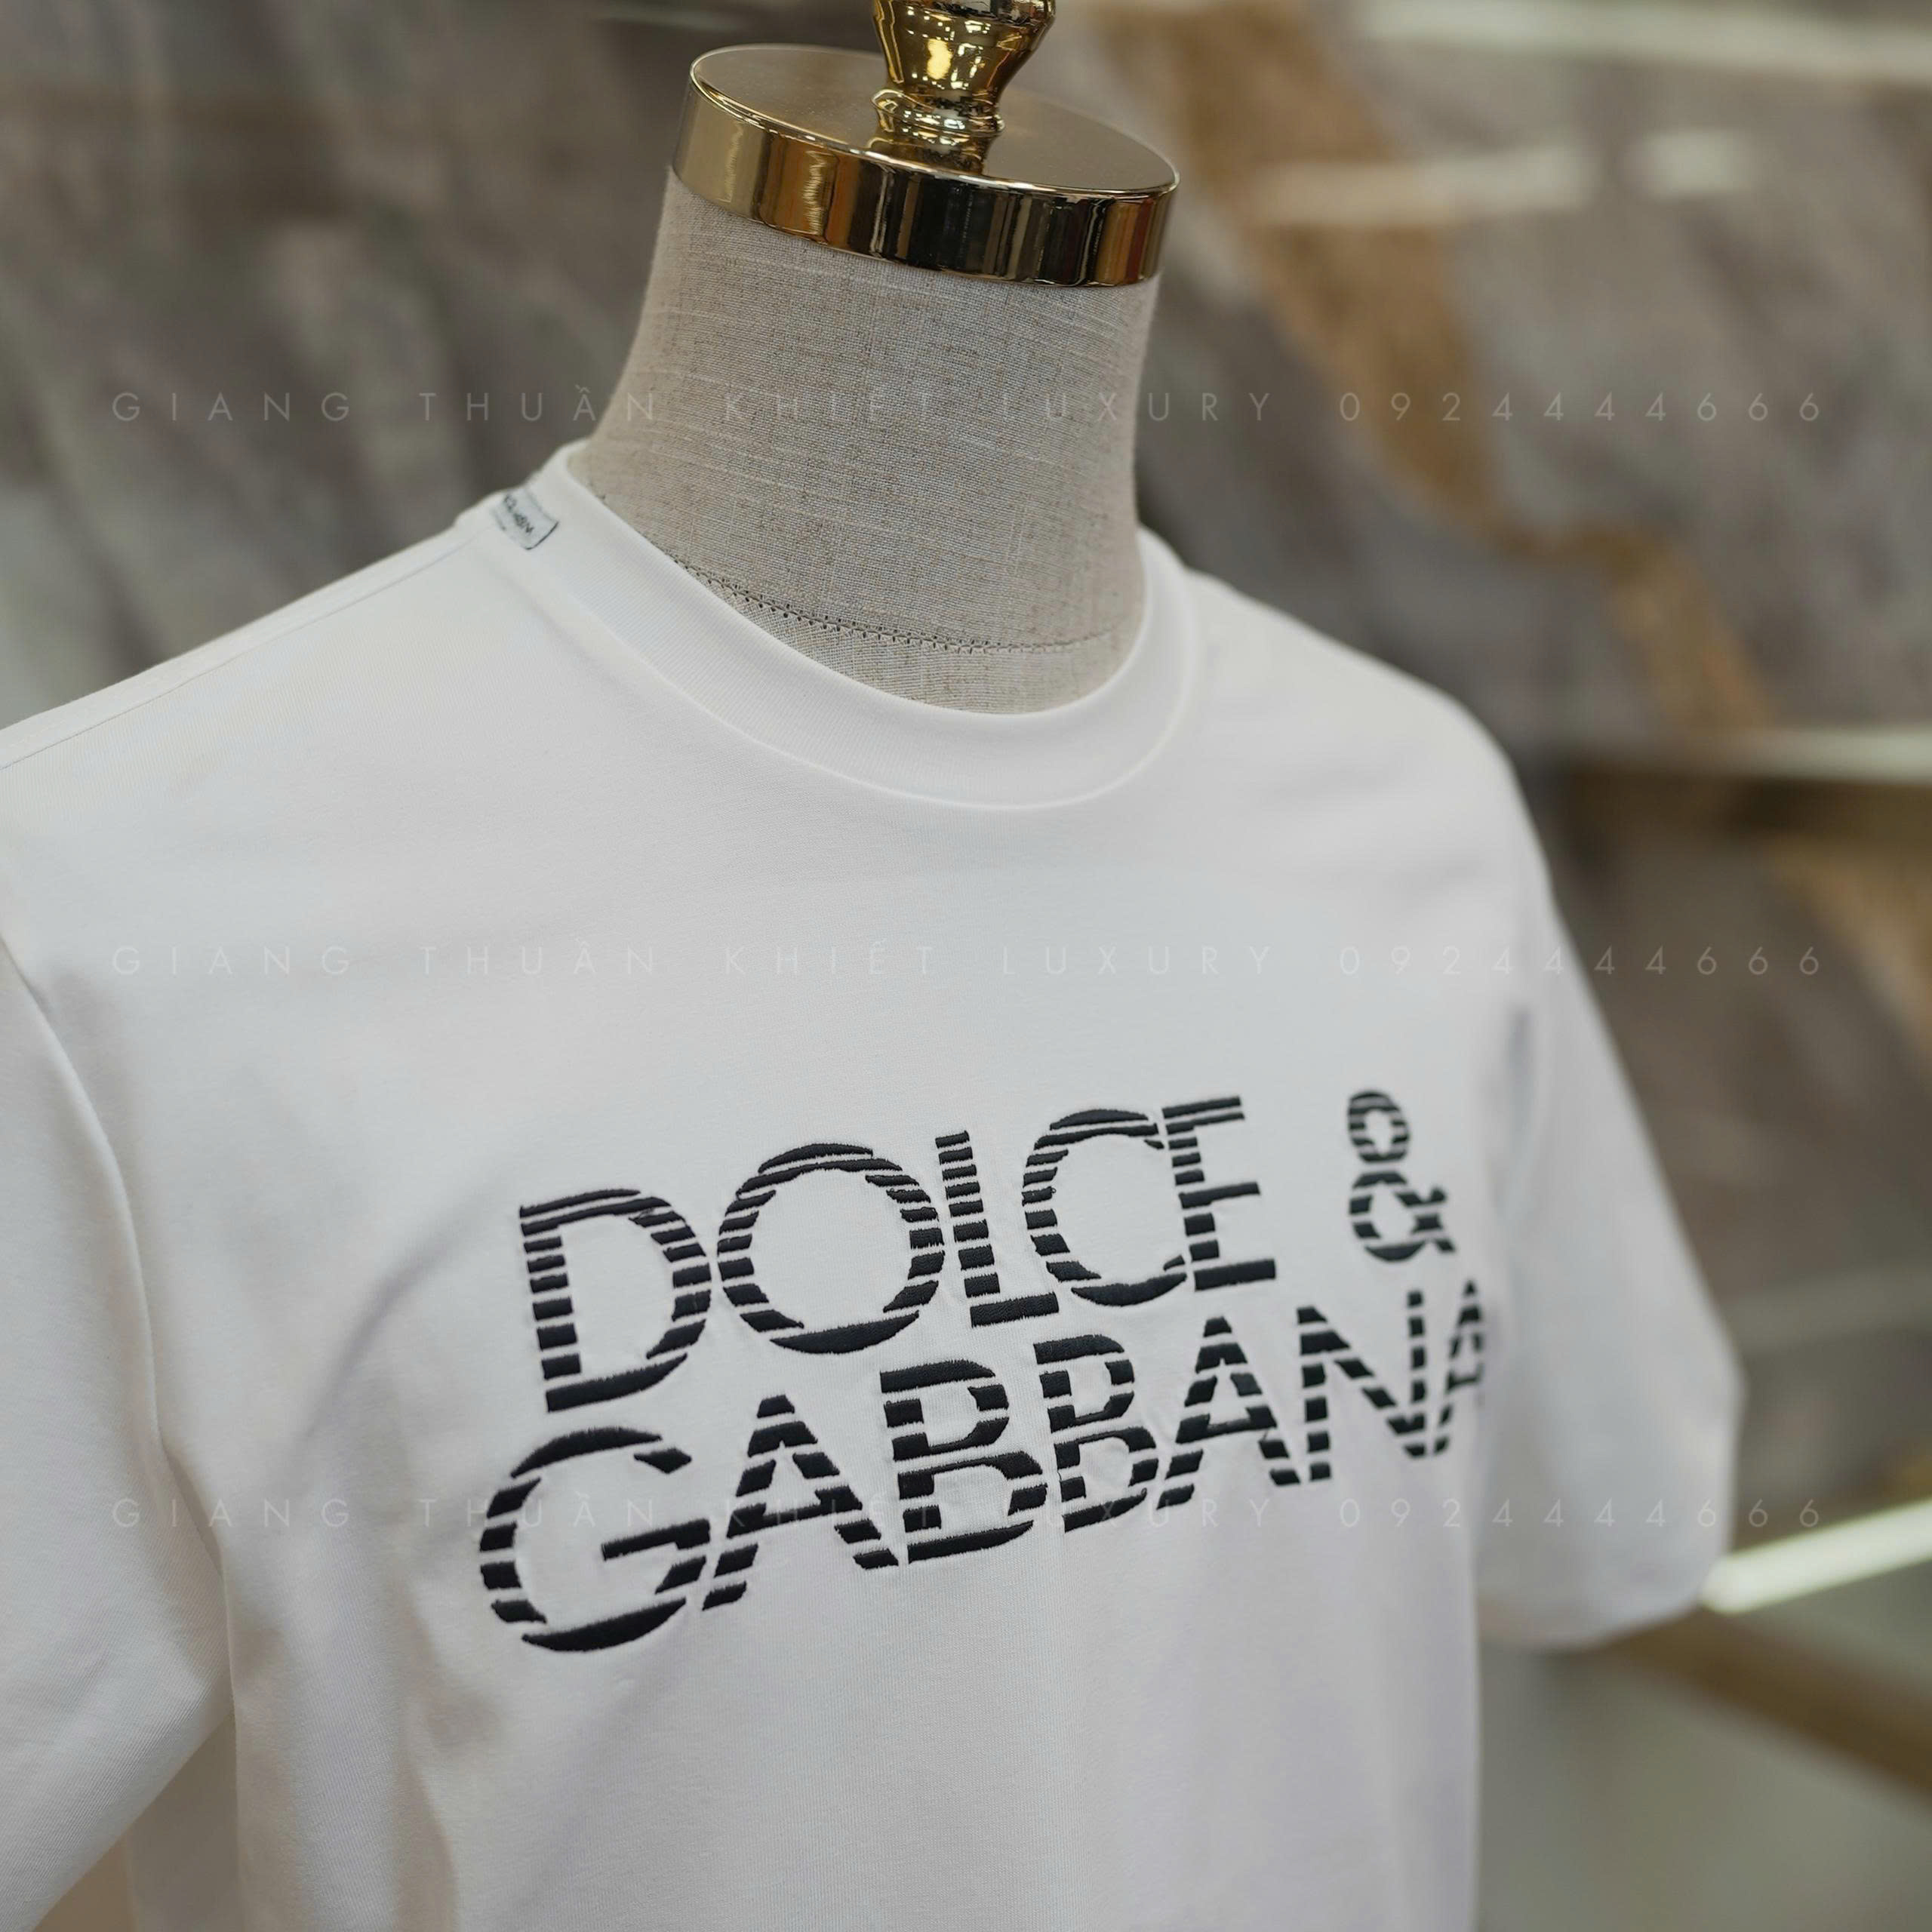 GIANG THUẦN KHIẾT LUXURY 0924444666
GIANG THUẦN KHIẾT LUXURY 0924444666
DOLCE &
GABBANA
GIANG THUẦN KHIẾT LUXURY 0924444666